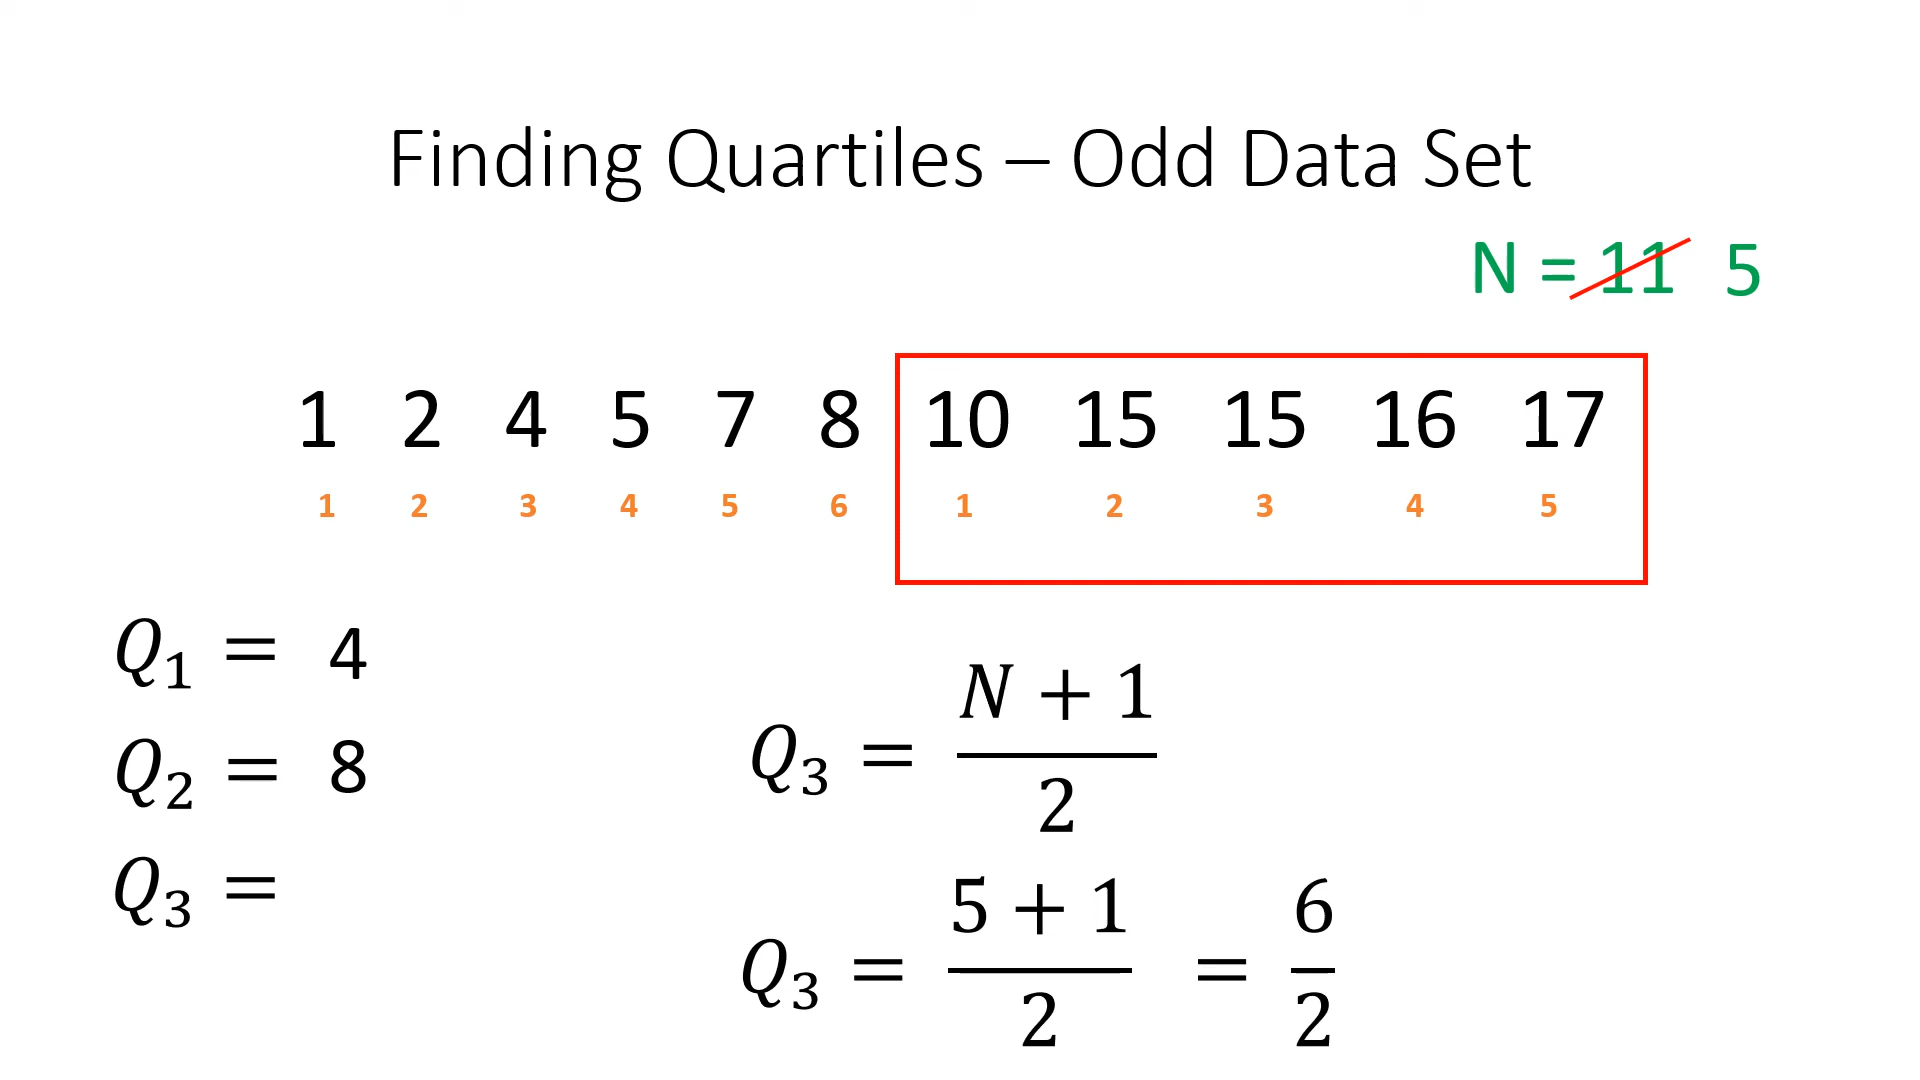 Finding Quartiles – Odd Data Set
N = 11 5
1 2 4 5 7 8 10 15 15 16 17
1 2 3 4 5 6 1 2 3 4 5
Q₁ = 4
Q₂ = 8
Q₃ =
Q₃ = (N + 1)/2
Q₃ = (5 + 1)/2 = 6/2